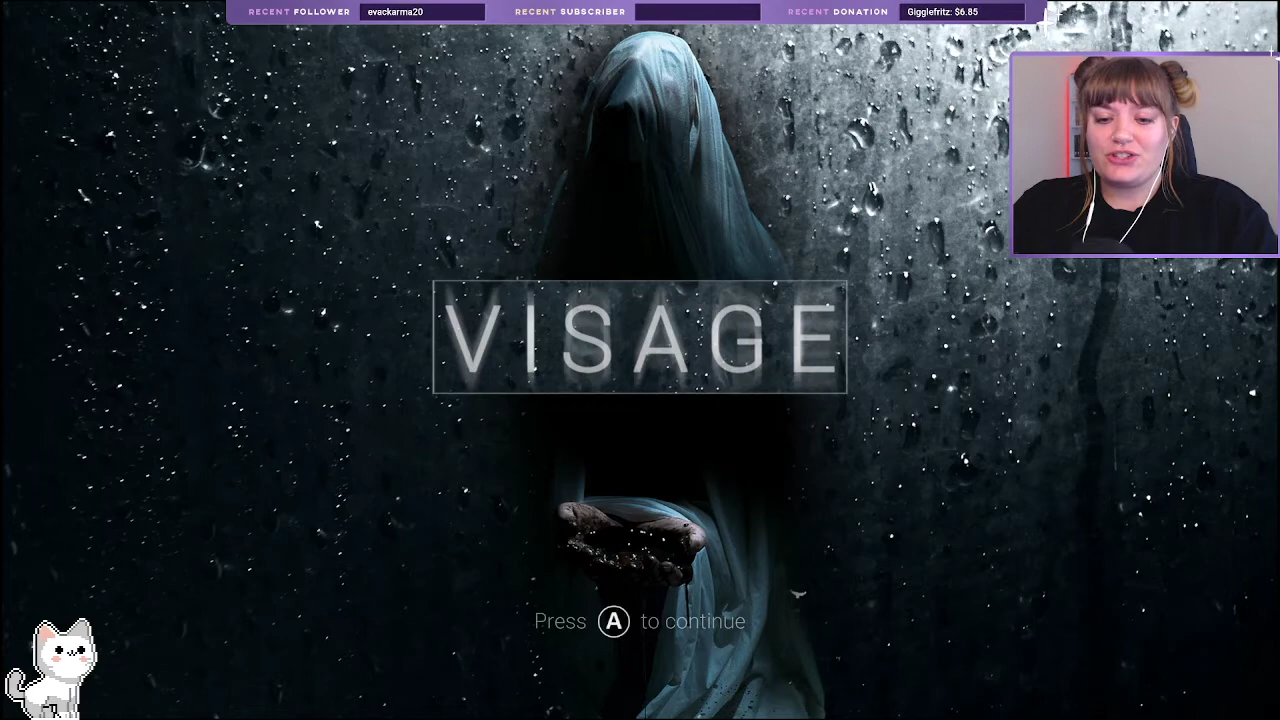 RECENT FOLLOWER evackarma20 RECENT SUBSCRIBER RECENT DONATION Gigglefritz: $6.85
VISAGE
Press A to continue